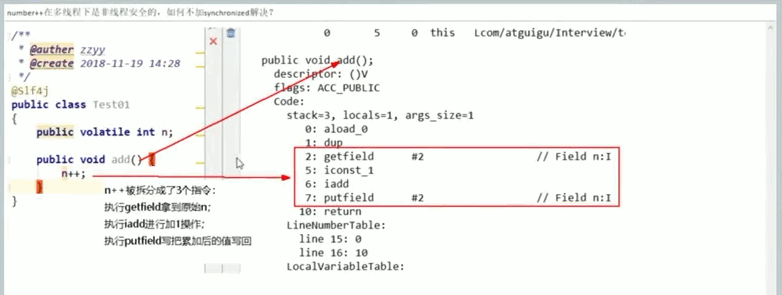 number++在多线程下是非线程安全的，如何不加synchronized解决？
/**
* @auther zzyy
* @create 2018-11-19 14:28
*/
@Slf4j
public class Test01
{
public volatile int n;
public void add() {
n++;
}
}
n++被拆分成了3个指令：
执行getfield拿到原始n；
执行iadd进行加1操作；
执行putfield写把累加后的值写回
0 5 0 this Lcom/atguigu/Interview/t
public void add();
descriptor: ()V
flags: ACC_PUBLIC
Code:
stack=3, locals=1, args_size=1
0: aload_0
1: dup
2: getfield #2 // Field n:I
5: iconst_1
6: iadd
7: putfield #2 // Field n:I
10: return
LineNumberTable:
line 15: 0
line 16: 10
LocalVariableTable: